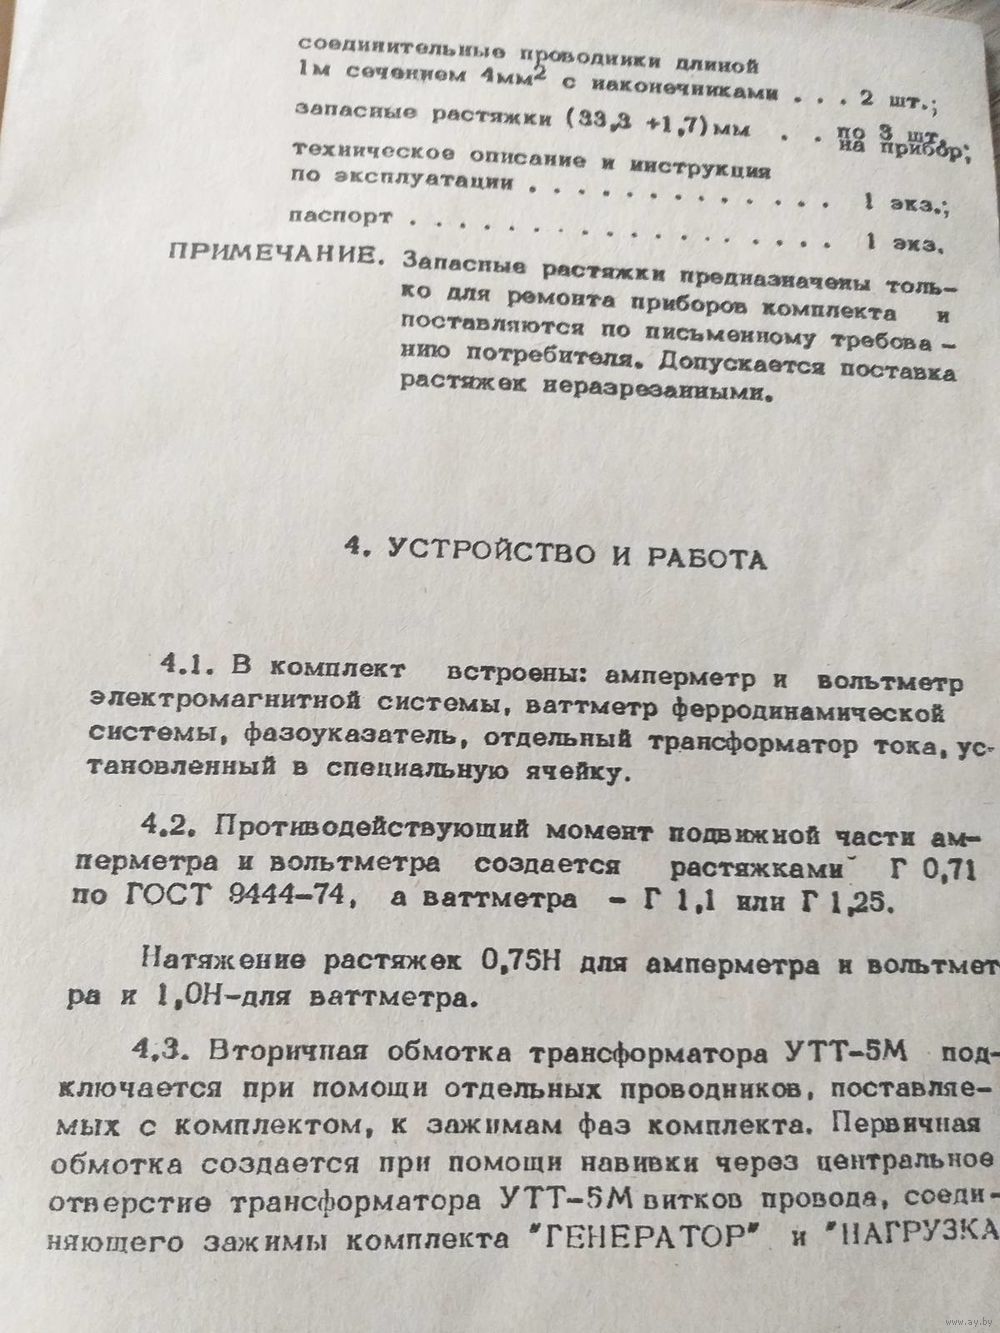 соединительные проводники длиной
1м сечением 4мм² с наконечниками . . . 2 шт.;
запасные растяжки (33,3 +1,7)мм . . по 3 шт.
на прибор;
техническое описание и инструкция
по эксплуатации . . . . . . . . . . . . . 1 экз.;
паспорт . . . . . . . . . . . . . . . . . . 1 экз.
ПРИМЕЧАНИЕ. Запасные растяжки предназначены толь-
ко для ремонта приборов комплекта и
поставляются по письменному требова-
нию потребителя. Допускается поставка
растяжек неразрезанными.
4. УСТРОЙСТВО И РАБОТА
4.1. В комплект встроены: амперметр и вольтметр
электромагнитной системы, ваттметр ферродинамической
системы, фазоуказатель, отдельный трансформатор тока, ус-
тановленный в специальную ячейку.
4.2. Противодействующий момент подвижной части ам-
перметра и вольтметра создается растяжками Г 0,71
по ГОСТ 9444-74, а ваттметра - Г 1,1 или Г 1,25.
Натяжение растяжек 0,75Н для амперметра и вольтмет
ра и 1,0Н-для ваттметра.
4.3. Вторичная обмотка трансформатора УТТ-5М под-
ключается при помощи отдельных проводников, поставляе-
мых с комплектом, к зажимам фаз комплекта. Первичная
обмотка создается при помощи навивки через центральное
отверстие трансформатора УТТ-5М витков провода, соеди-
няющего зажимы комплекта "ГЕНЕРАТОР" и "НАГРУЗКА
www.ay.by